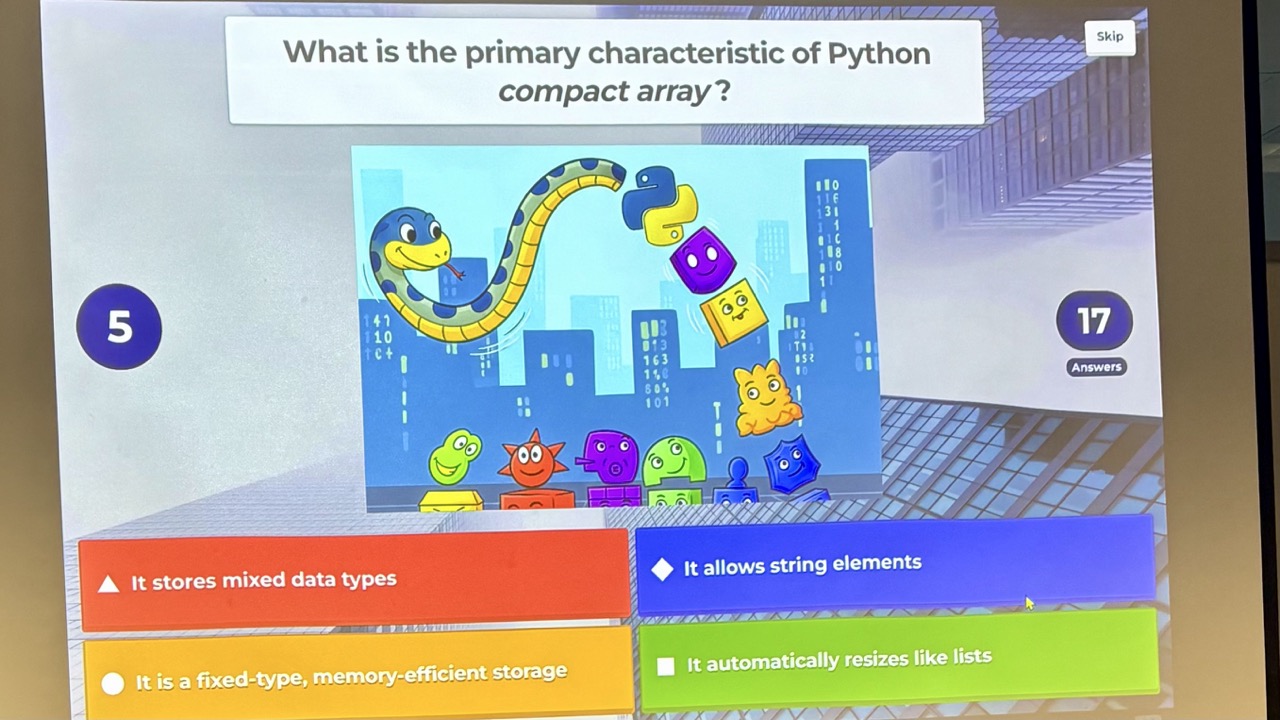 What is the primary characteristic of Python
compact array?
Skip
5
17
Answers
It stores mixed data types
It allows string elements
It is a fixed-type, memory-efficient storage
It automatically resizes like lists